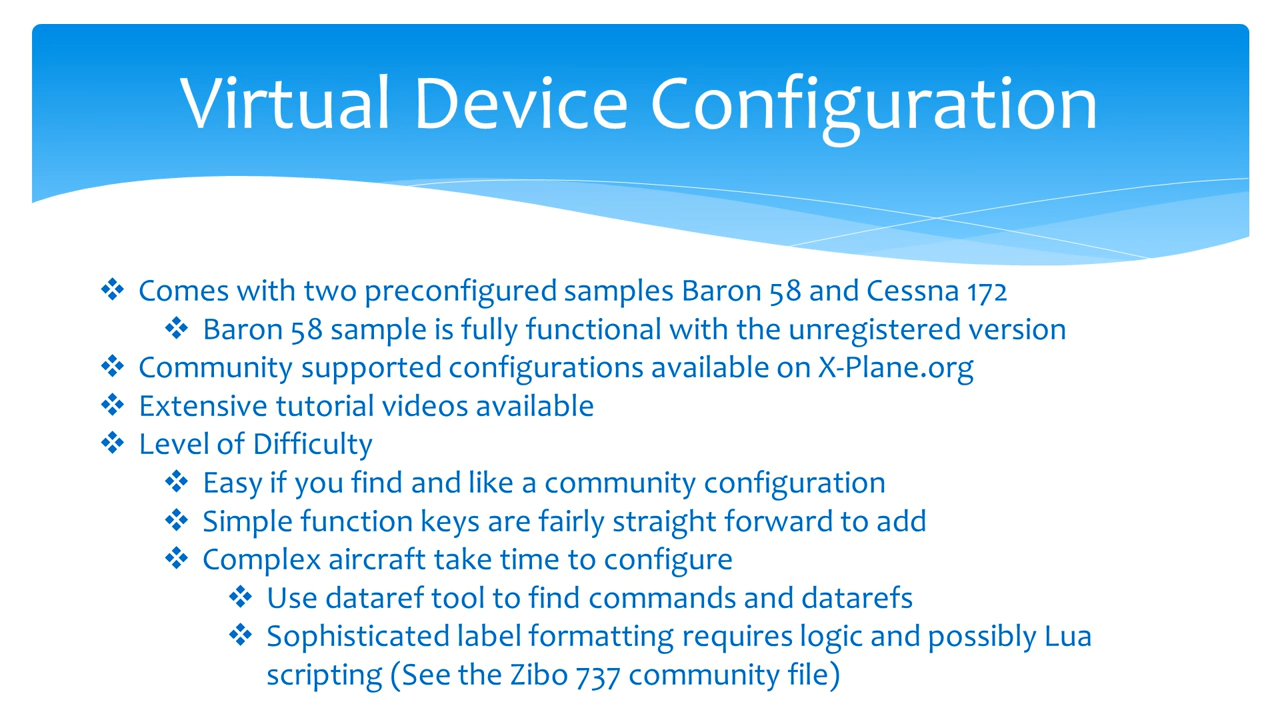 Virtual Device Configuration
❖ Comes with two preconfigured samples Baron 58 and Cessna 172
❖ Baron 58 sample is fully functional with the unregistered version
❖ Community supported configurations available on X-Plane.org
❖ Extensive tutorial videos available
❖ Level of Difficulty
❖ Easy if you find and like a community configuration
❖ Simple function keys are fairly straight forward to add
❖ Complex aircraft take time to configure
❖ Use dataref tool to find commands and datarefs
❖ Sophisticated label formatting requires logic and possibly Lua
scripting (See the Zibo 737 community file)